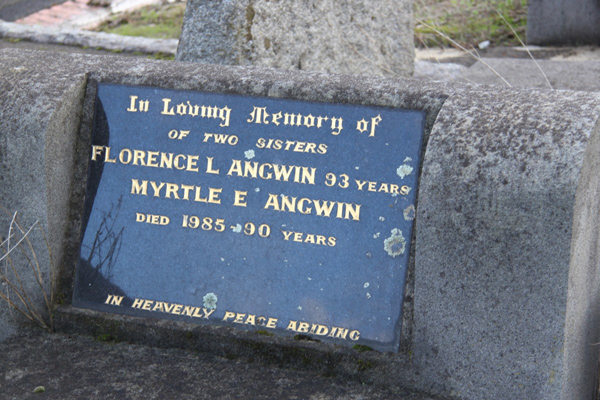 In Loving Memory of
OF TWO SISTERS
FLORENCE L ANGWIN 93 YEARS
MYRTLE E ANGWIN
DIED 1985 - 90 YEARS
IN HEAVENLY PEACE ABIDING